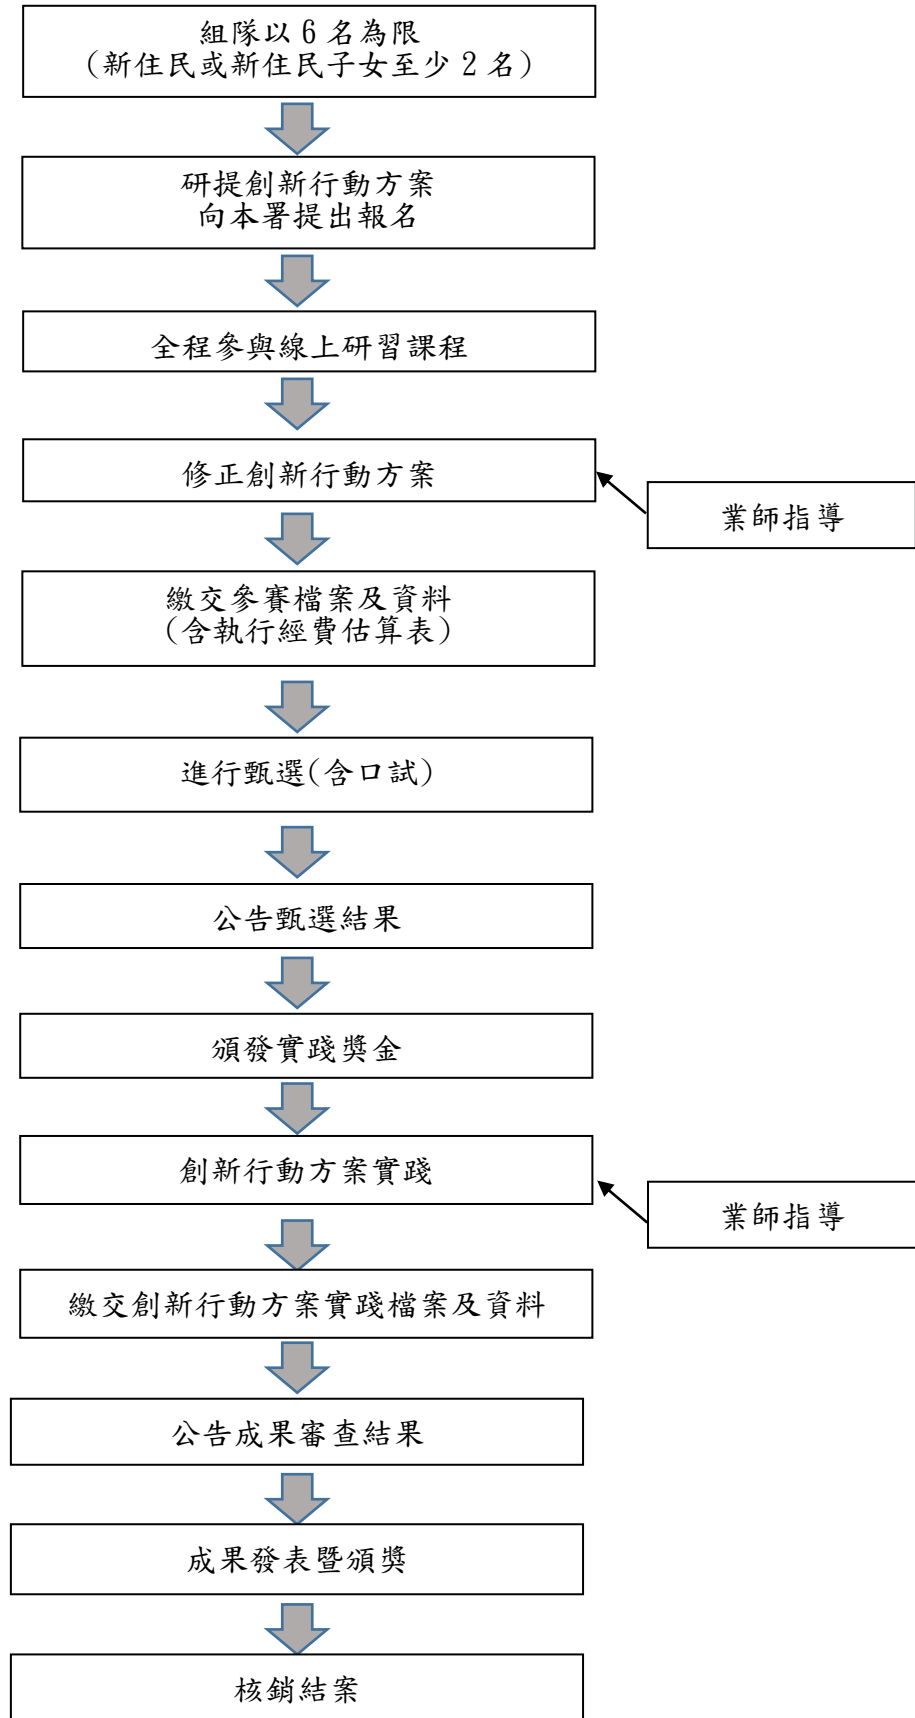 組隊以 6 名為限
(新住民或新住民子女至少 2 名)
研提創新行動方案
向本署提出報名
全程參與線上研習課程
修正創新行動方案
業師指導
繳交參賽檔案及資料
(含執行經費估算表)
進行甄選(含口試)
公告甄選結果
頒發實踐獎金
創新行動方案實踐
業師指導
繳交創新行動方案實踐檔案及資料
公告成果審查結果
成果發表暨頒獎
核銷結案